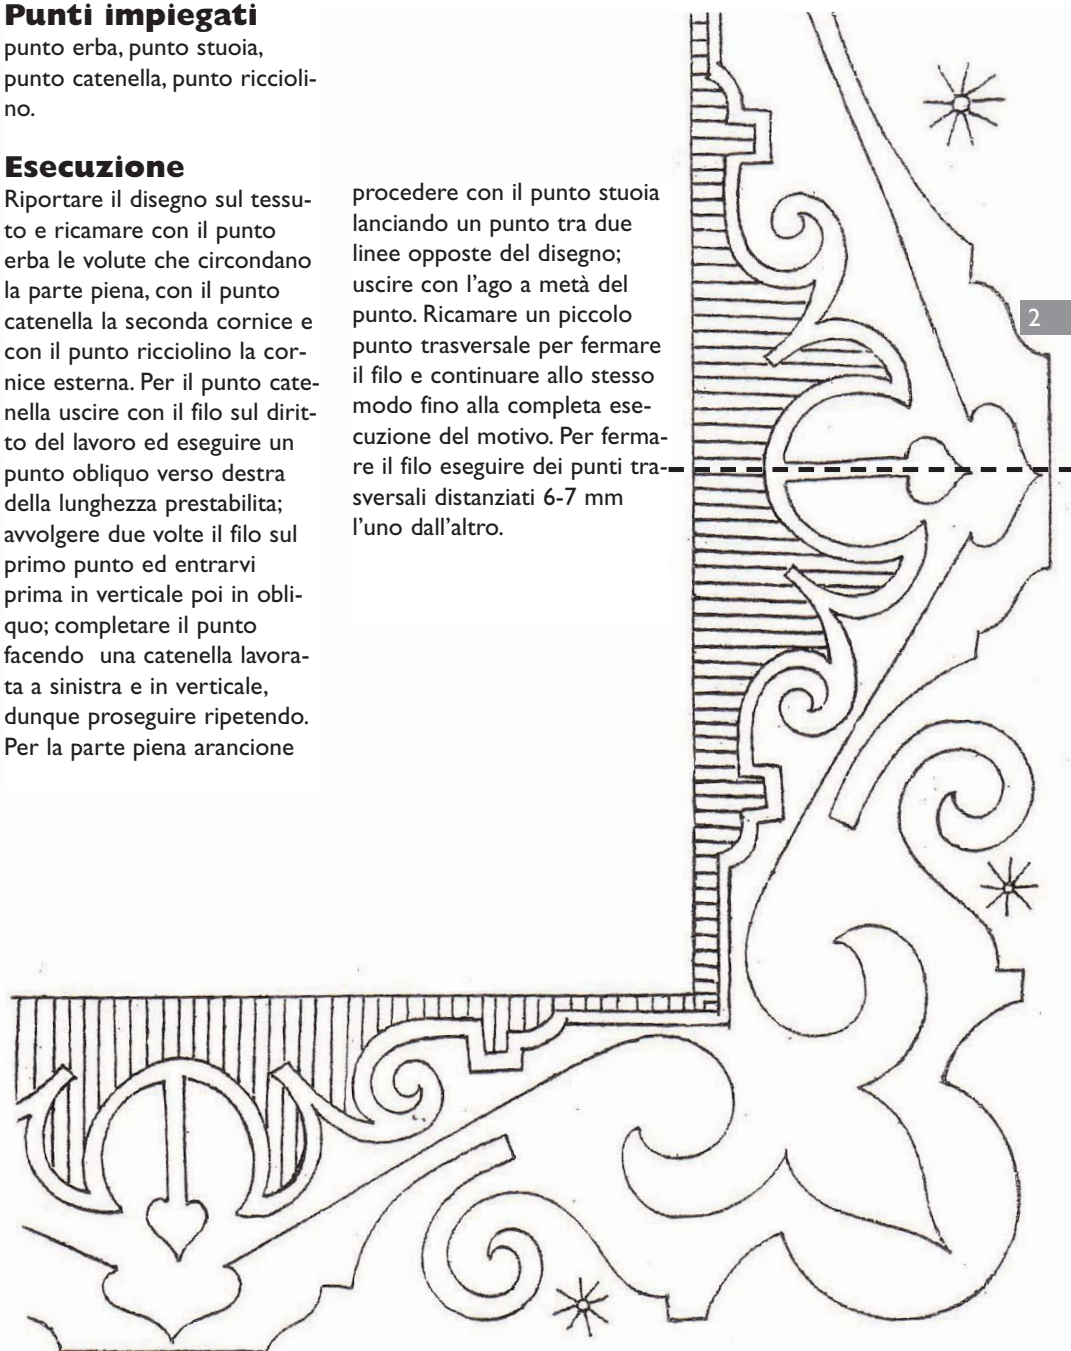 Punti impiegati
punto erba, punto stuoia,
punto catenella, punto riccioli-
no.
Esecuzione
Riportare il disegno sul tessu-
to e ricamare con il punto
erba le volute che circondano
la parte piena, con il punto
catenella la seconda cornice e
con il punto ricciolino la cor-
nice esterna. Per il punto cate-
nella uscire con il filo sul dirit-
to del lavoro ed eseguire un
punto obliquo verso destra
della lunghezza prestabilita;
avvolgere due volte il filo sul
primo punto ed entrarvi
prima in verticale poi in obli-
quo; completare il punto
facendo  una catenella lavora-
ta a sinistra e in verticale,
dunque proseguire ripetendo.
Per la parte piena arancione
procedere con il punto stuoia
lanciando un punto tra due
linee opposte del disegno;
uscire con l'ago a metà del
punto. Ricamare un piccolo
punto trasversale per fermare
il filo e continuare allo stesso
modo fino alla completa ese-
cuzione del motivo. Per ferma-
re il filo eseguire dei punti tra-
sversali distanziati 6-7 mm
l'uno dall'altro.
2